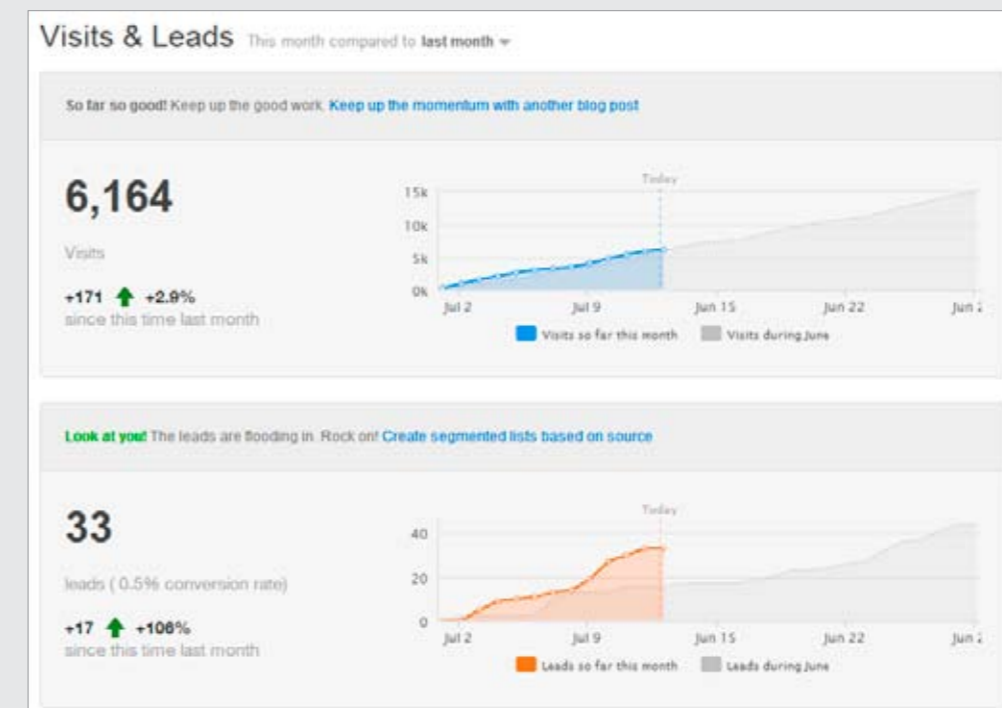 Visits & Leads This month compared to last month
So far so good! Keep up the good work. Keep up the momentum with another blog post
6,164
Visits
+171 +2.9%
since this time last month
Today
15k
10k
5k
0k
Jul 2 Jul 9 Jun 15 Jun 22 Jun
Visits so far this month Visits during June
Look at you! The leads are flooding in. Rock on! Create segmented lists based on source
33
leads ( 0.5% conversion rate)
+17 +106%
since this time last month
Today
40
20
0
Jul 2 Jul 9 Jun 15 Jun 22 Jun
Leads so far this month Leads during June